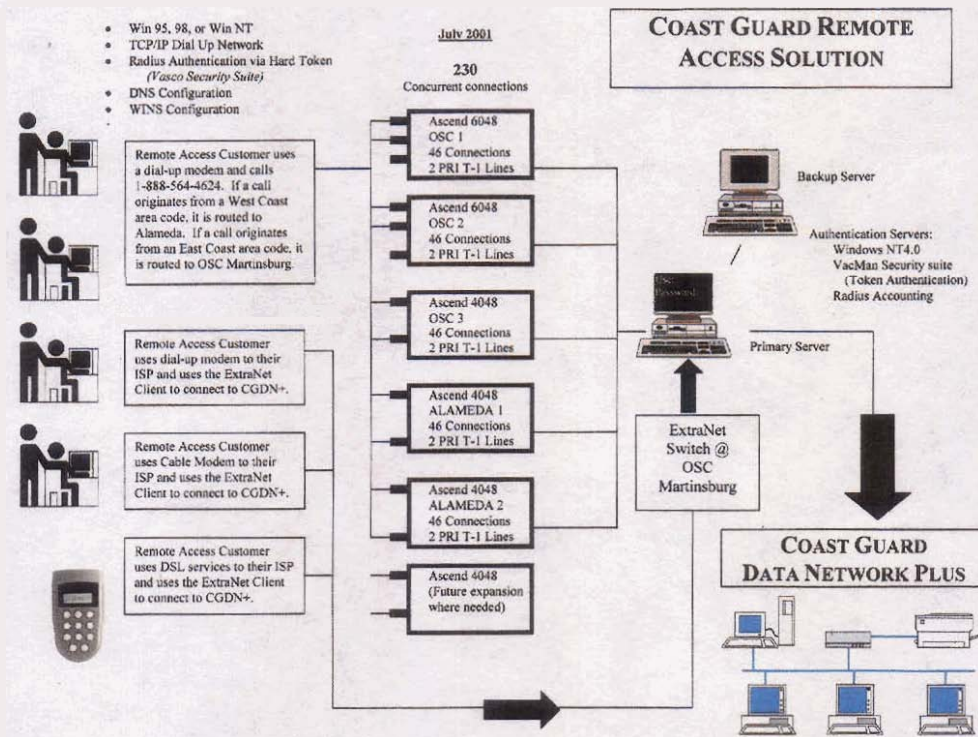 • Win 95, 98, or Win NT
• TCP/IP Dial Up Network
• Radius Authentication via Hard Token
(Vasco Security Suite)
• DNS Configuration
• WINS Configuration
July 2001
230
Concurrent connections
COAST GUARD REMOTE
ACCESS SOLUTION
Remote Access Customer uses
a dial-up modem and calls
1-888-564-4624. If a call
originates from a West Coast
area code, it is routed to
Alameda. If a call originates
from an East Coast area code, it
is routed to OSC Martinsburg.
Remote Access Customer
uses dial-up modem to their
ISP and uses the ExtraNet
Client to connect to CGDN+.
Remote Access Customer
uses Cable Modem to their
ISP and uses the ExtraNet
Client to connect to CGDN+.
Remote Access Customer
uses DSL services to their ISP
and uses the ExtraNet Client
to connect to CGDN+.
Ascend 6048
OSC 1
46 Connections
2 PRI T-1 Lines
Ascend 6048
OSC 2
46 Connections
2 PRI T-1 Lines
Ascend 4048
OSC 3
46 Connections
2 PRI T-1 Lines
Ascend 4048
ALAMEDA 1
46 Connections
2 PRI T-1 Lines
Ascend 4048
ALAMEDA 2
46 Connections
2 PRI T-1 Lines
Ascend 4048
(Future expansion
where needed)
Backup Server
Authentication Servers:
Windows NT4.0
VacMan Security suite
(Token Authentication)
Radius Accounting
Password:
Primary Server
ExtraNet
Switch @
OSC
Martinsburg
COAST GUARD
DATA NETWORK PLUS